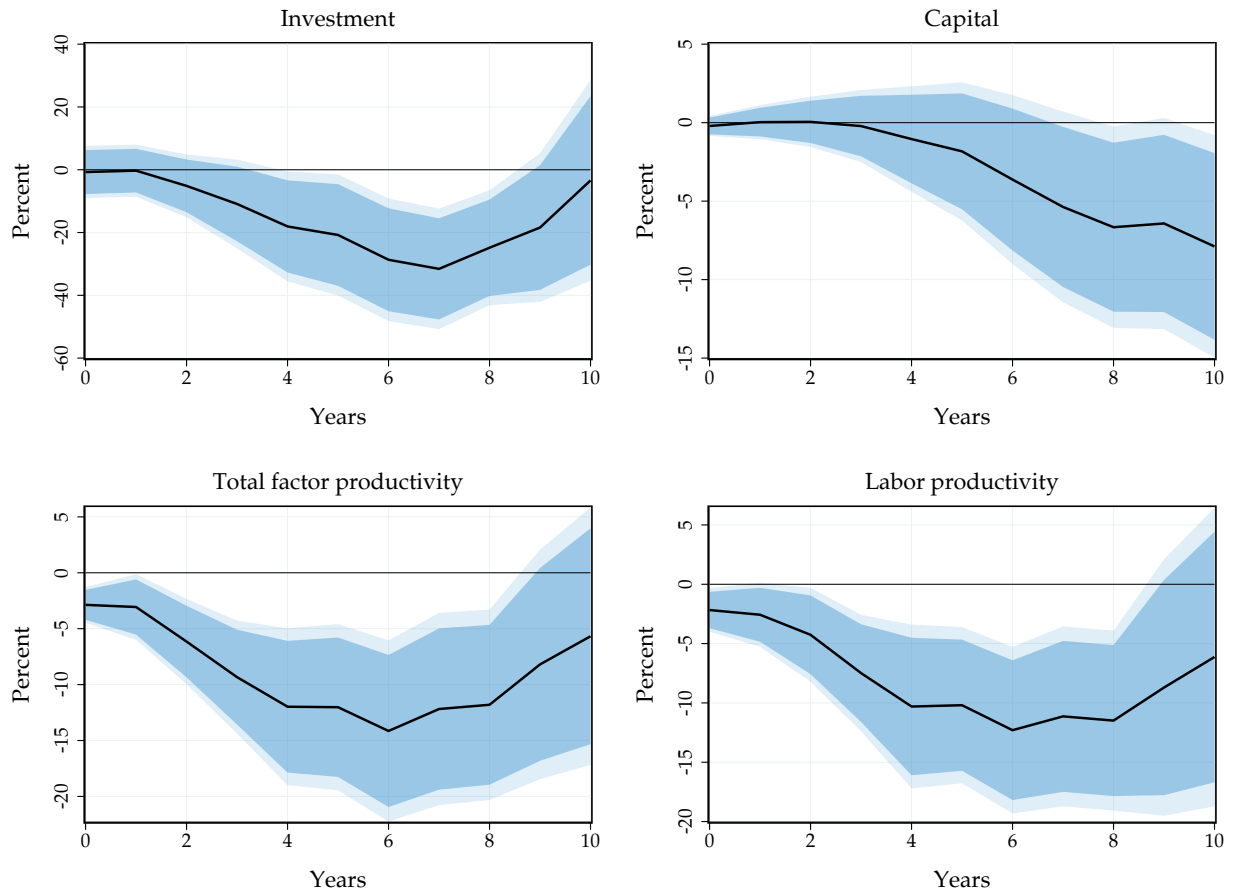 Investment
Capital
Percent
40
20
0
-20
-40
-60
0 2 4 6 8 10
Years
Percent
5
0
-5
-10
-15
0 2 4 6 8 10
Years
Total factor productivity
Labor productivity
Percent
5
0
-5
-10
-15
-20
0 2 4 6 8 10
Years
Percent
5
0
-5
-10
-15
-20
0 2 4 6 8 10
Years